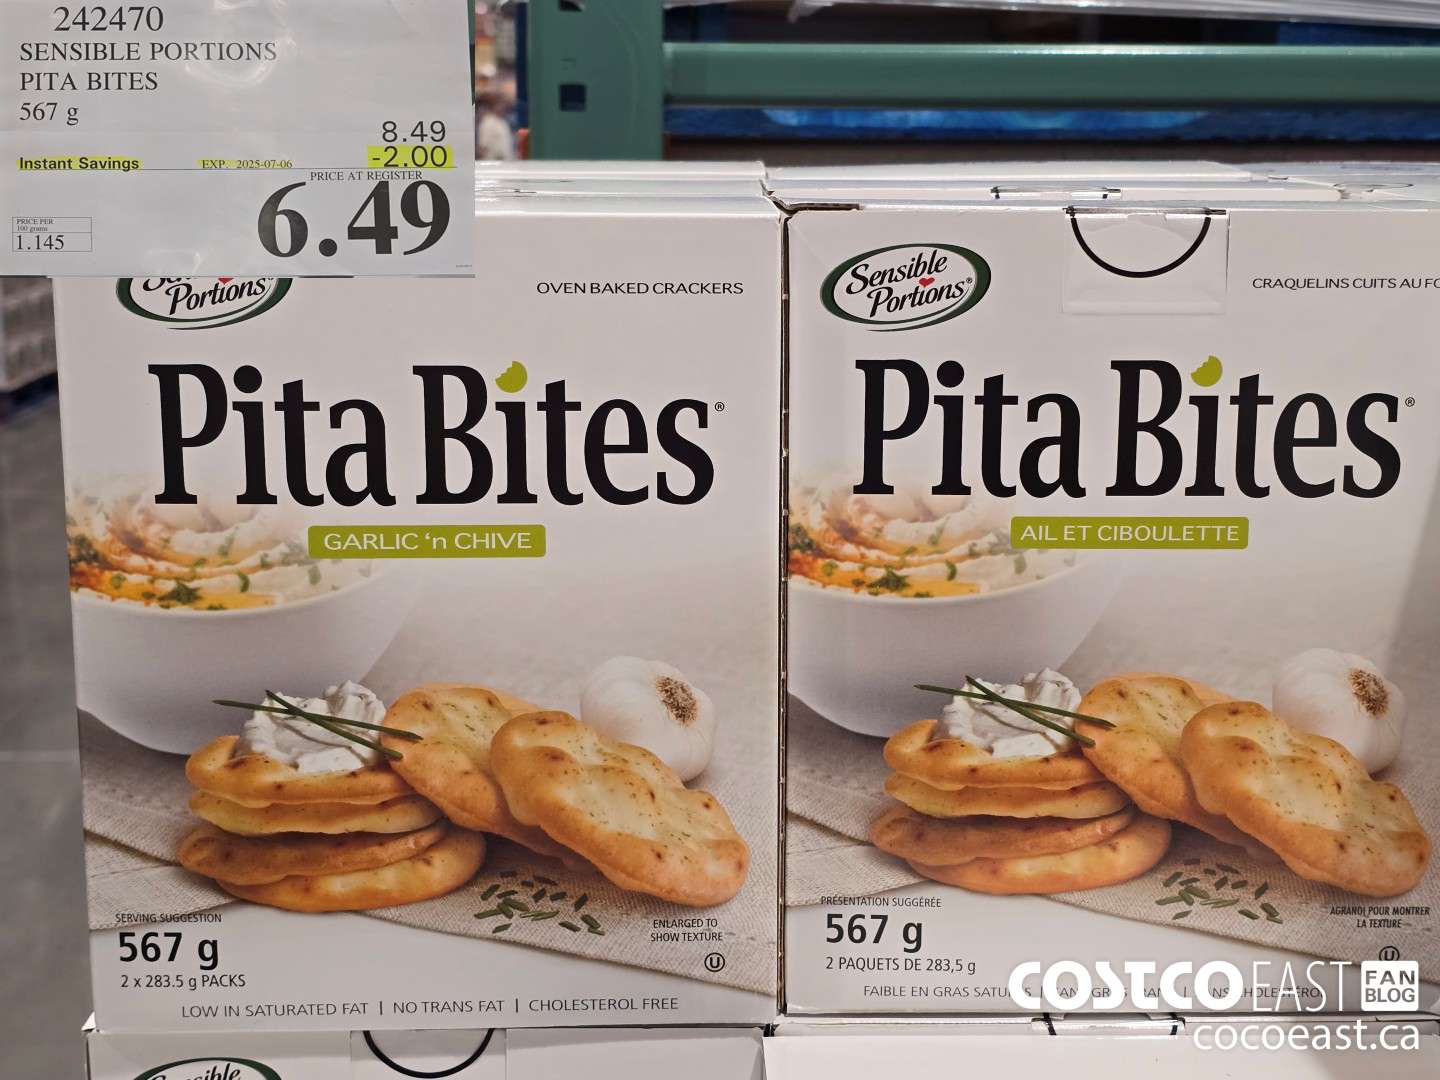 242470
SENSIBLE PORTIONS
PITA BITES
567 g
8.49
Instant Savings EXP. 2025-07-06 -2.00
PRICE AT REGISTER
6.49
PRICE PER
100 grams
1.145
Portions
OVEN BAKED CRACKERS
Pita Bites®
GARLIC 'n CHIVE
SERVING SUGGESTION
567 g
2 x 283.5 g PACKS
ENLARGED TO
SHOW TEXTURE
U
LOW IN SATURATED FAT | NO TRANS FAT | CHOLESTEROL FREE
Sensible
Portions®
CRAQUELINS CUITS AU
Pita Bites®
AIL ET CIBOULETTE
PRÉSENTATION SUGGÉRÉE
567 g
2 PAQUETS DE 283,5 g
AGRANDI POUR MONTRER
LA TEXTURE
U
FAIBLE EN GRAS
COSTCO EAST FAN
BLOG
cocoeast.ca